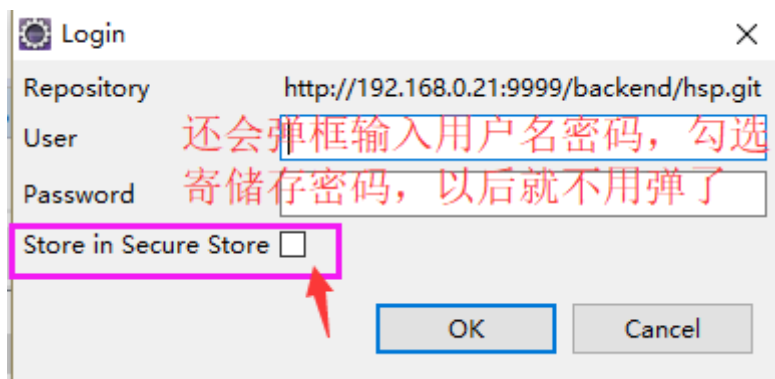 Login
Repository http://192.168.0.21:9999/backend/hsp.git
User
还会弹框输入用户名密码，勾选
Password
寄储存密码，以后就不用弹了
Store in Secure Store
OK Cancel